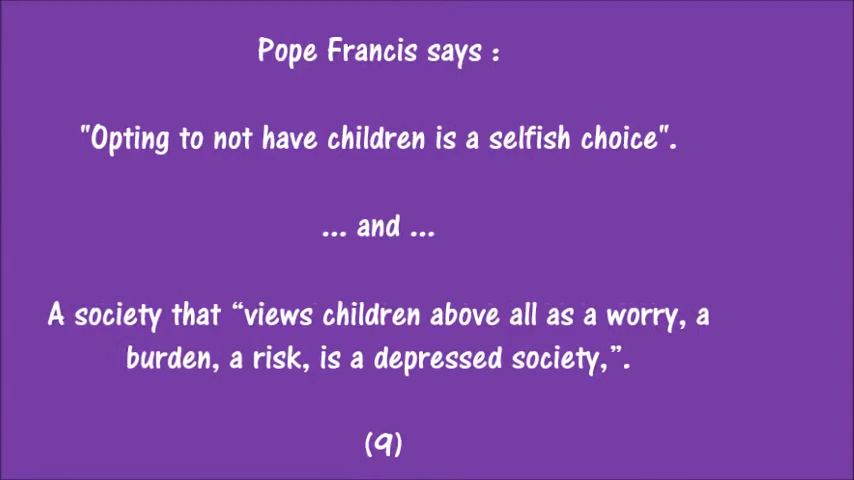 Pope Francis says :
"Opting to not have children is a selfish choice".
... and ...
A society that “views children above all as a worry, a
burden, a risk, is a depressed society,”.
(9)